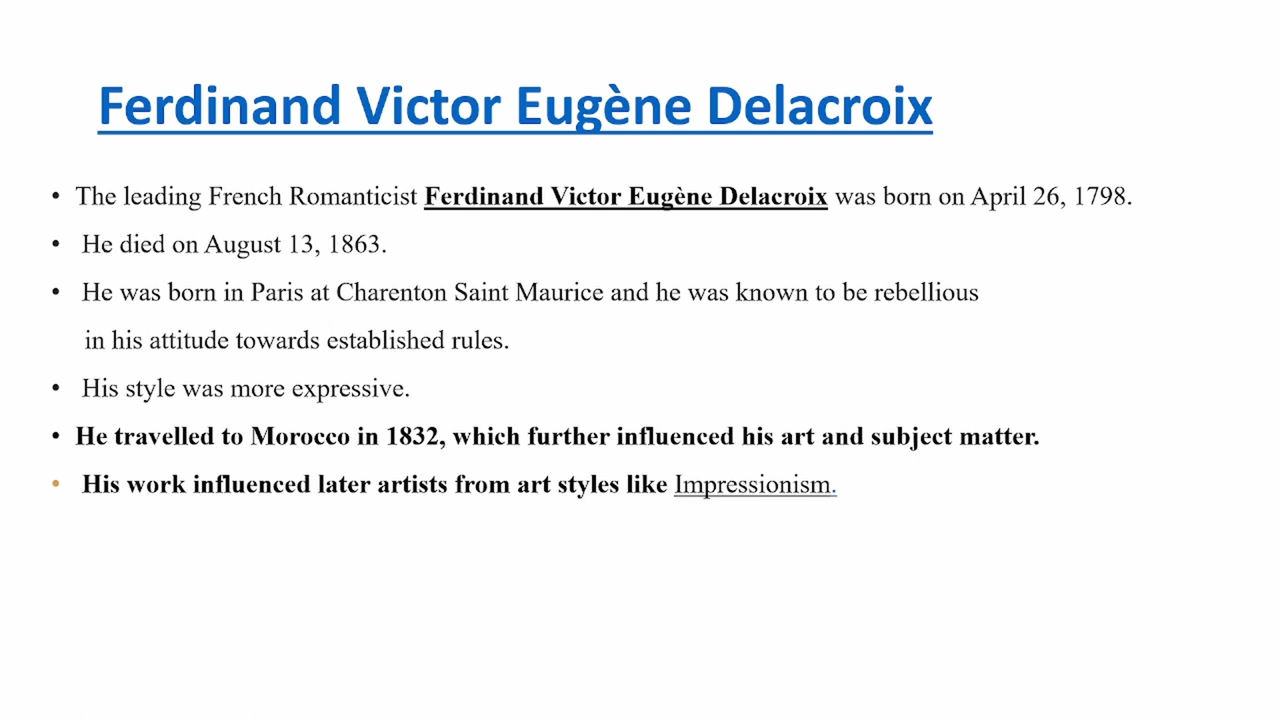 Ferdinand Victor Eugène Delacroix
• The leading French Romanticist Ferdinand Victor Eugène Delacroix was born on April 26, 1798.
• He died on August 13, 1863.
• He was born in Paris at Charenton Saint Maurice and he was known to be rebellious
in his attitude towards established rules.
• His style was more expressive.
• He travelled to Morocco in 1832, which further influenced his art and subject matter.
• His work influenced later artists from art styles like Impressionism.